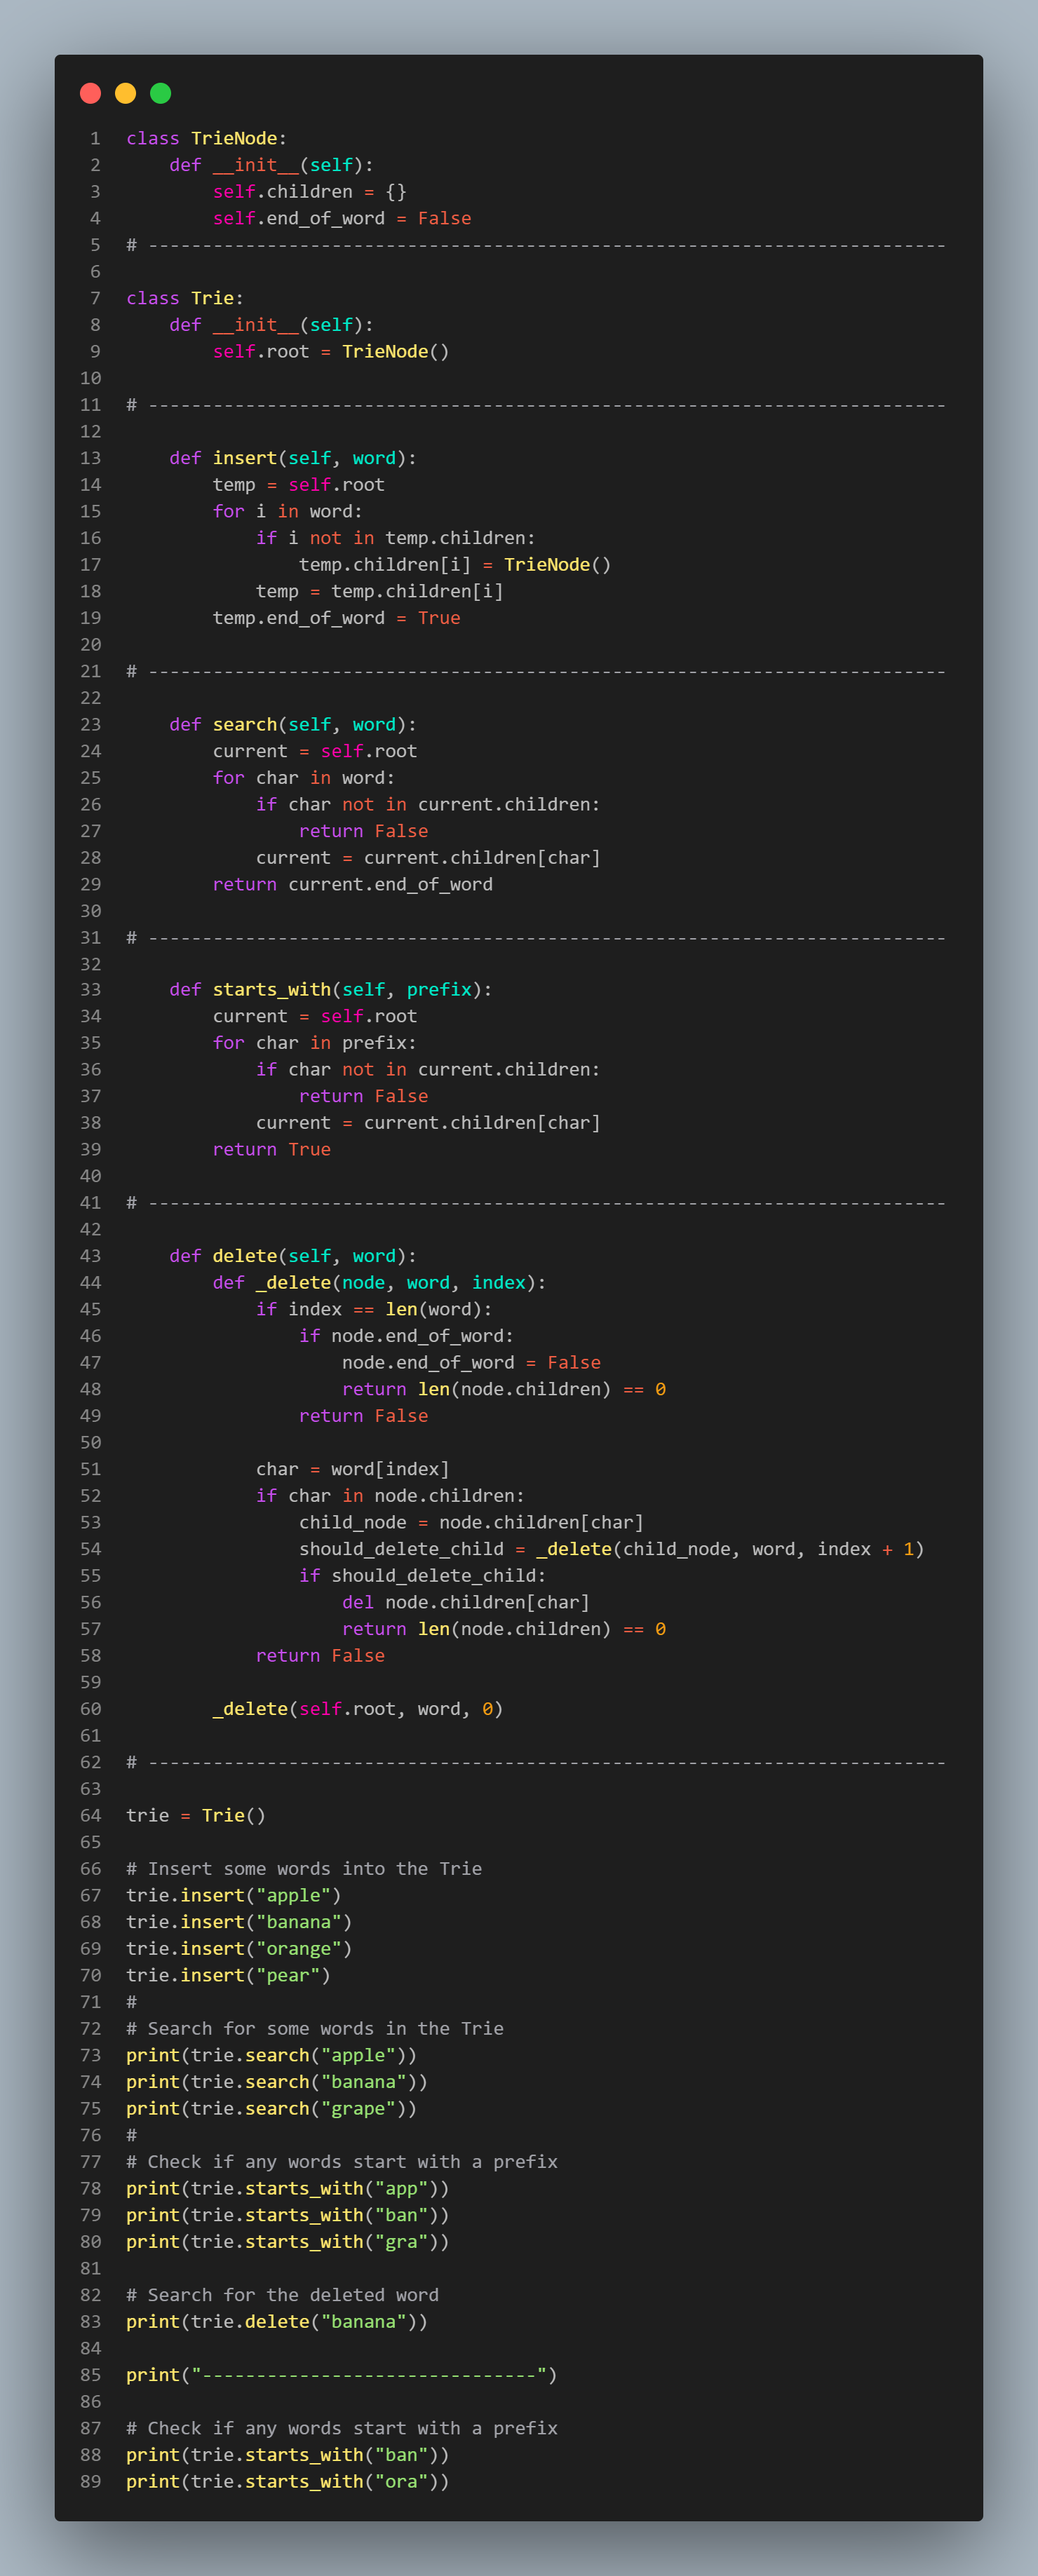 1 class TrieNode:
2     def __init__(self):
3         self.children = {}
4         self.end_of_word = False
5 # --------------------------------------------------------------------------
6
7 class Trie:
8     def __init__(self):
9         self.root = TrieNode()
10
11 # --------------------------------------------------------------------------
12
13     def insert(self, word):
14         temp = self.root
15         for i in word:
16             if i not in temp.children:
17                 temp.children[i] = TrieNode()
18             temp = temp.children[i]
19         temp.end_of_word = True
20
21 # --------------------------------------------------------------------------
22
23     def search(self, word):
24         current = self.root
25         for char in word:
26             if char not in current.children:
27                 return False
28             current = current.children[char]
29         return current.end_of_word
30
31 # --------------------------------------------------------------------------
32
33     def starts_with(self, prefix):
34         current = self.root
35         for char in prefix:
36             if char not in current.children:
37                 return False
38             current = current.children[char]
39         return True
40
41 # --------------------------------------------------------------------------
42
43     def delete(self, word):
44         def _delete(node, word, index):
45             if index == len(word):
46                 if node.end_of_word:
47                     node.end_of_word = False
48                     return len(node.children) == 0
49                 return False
50
51             char = word[index]
52             if char in node.children:
53                 child_node = node.children[char]
54                 should_delete_child = _delete(child_node, word, index + 1)
55                 if should_delete_child:
56                     del node.children[char]
57                     return len(node.children) == 0
58             return False
59
60         _delete(self.root, word, 0)
61
62 # --------------------------------------------------------------------------
63
64 trie = Trie()
65
66 # Insert some words into the Trie
67 trie.insert("apple")
68 trie.insert("banana")
69 trie.insert("orange")
70 trie.insert("pear")
71 #
72 # Search for some words in the Trie
73 print(trie.search("apple"))
74 print(trie.search("banana"))
75 print(trie.search("grape"))
76 #
77 # Check if any words start with a prefix
78 print(trie.starts_with("app"))
79 print(trie.starts_with("ban"))
80 print(trie.starts_with("gra"))
81
82 # Search for the deleted word
83 print(trie.delete("banana"))
84
85 print("-------------------------------")
86
87 # Check if any words start with a prefix
88 print(trie.starts_with("ban"))
89 print(trie.starts_with("ora"))